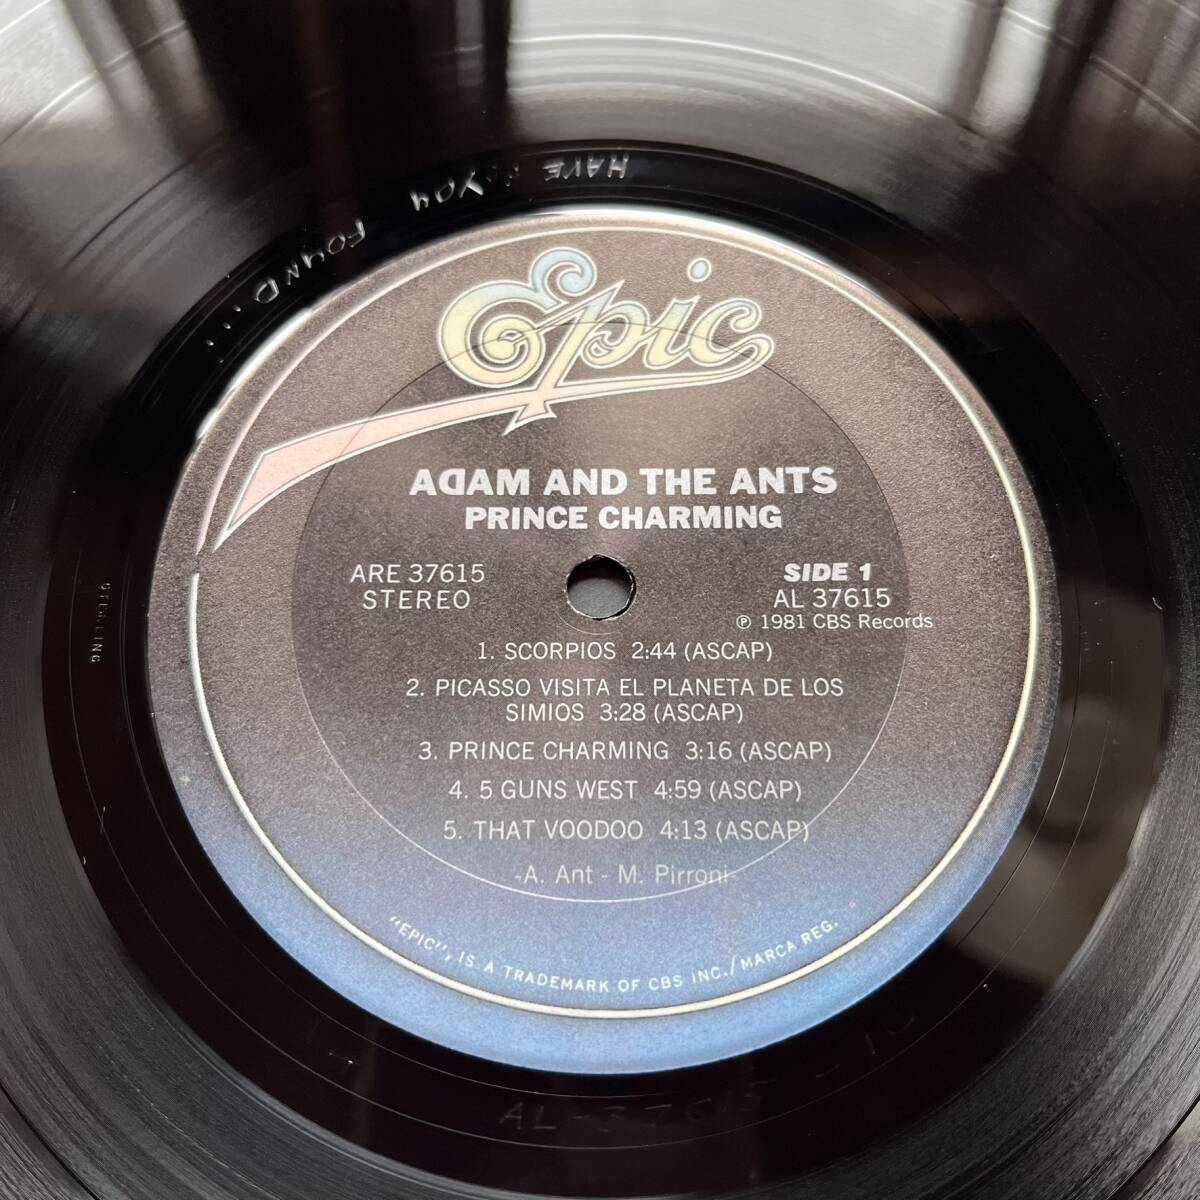 HAVE YOU FOUND...
Epic
ADAM AND THE ANTS
PRINCE CHARMING
ARE 37615
STEREO
SIDE 1
AL 37615
℗ 1981 CBS Records
1. SCORPIOS 2:44 (ASCAP)
2. PICASSO VISITA EL PLANETA DE LOS
SIMIOS 3:28 (ASCAP)
3. PRINCE CHARMING 3:16 (ASCAP)
4. 5 GUNS WEST 4:59 (ASCAP)
5. THAT VOODOO 4:13 (ASCAP)
-A. Ant - M. Pirroni-
"EPIC", IS A TRADEMARK OF CBS INC./MARCA REG.
STERLING
AL-37615